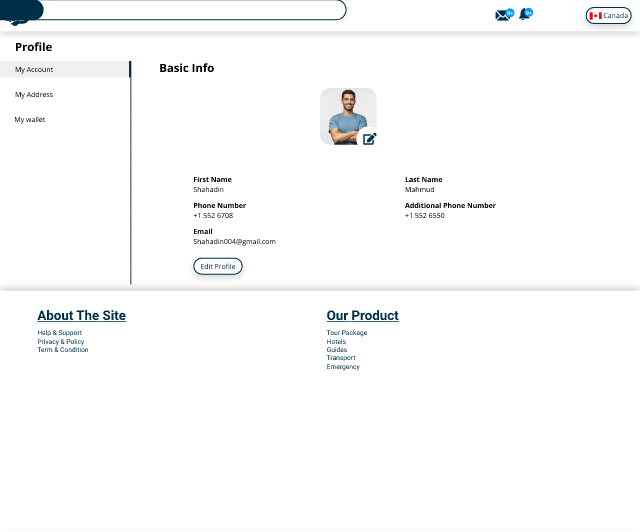 9+
9+
Canada
Profile
My Account
My Address
My wallet
Basic Info
First Name
Shahadin
Last Name
Mahmud
Phone Number
+1 552 6708
Additional Phone Number
+1 552 6550
Email
Shahadin004@gmail.com
Edit Profile
About The Site
Help & Support
Privacy & Policy
Term & Condition
Our Product
Tour Package
Hotels
Guides
Transport
Emergency